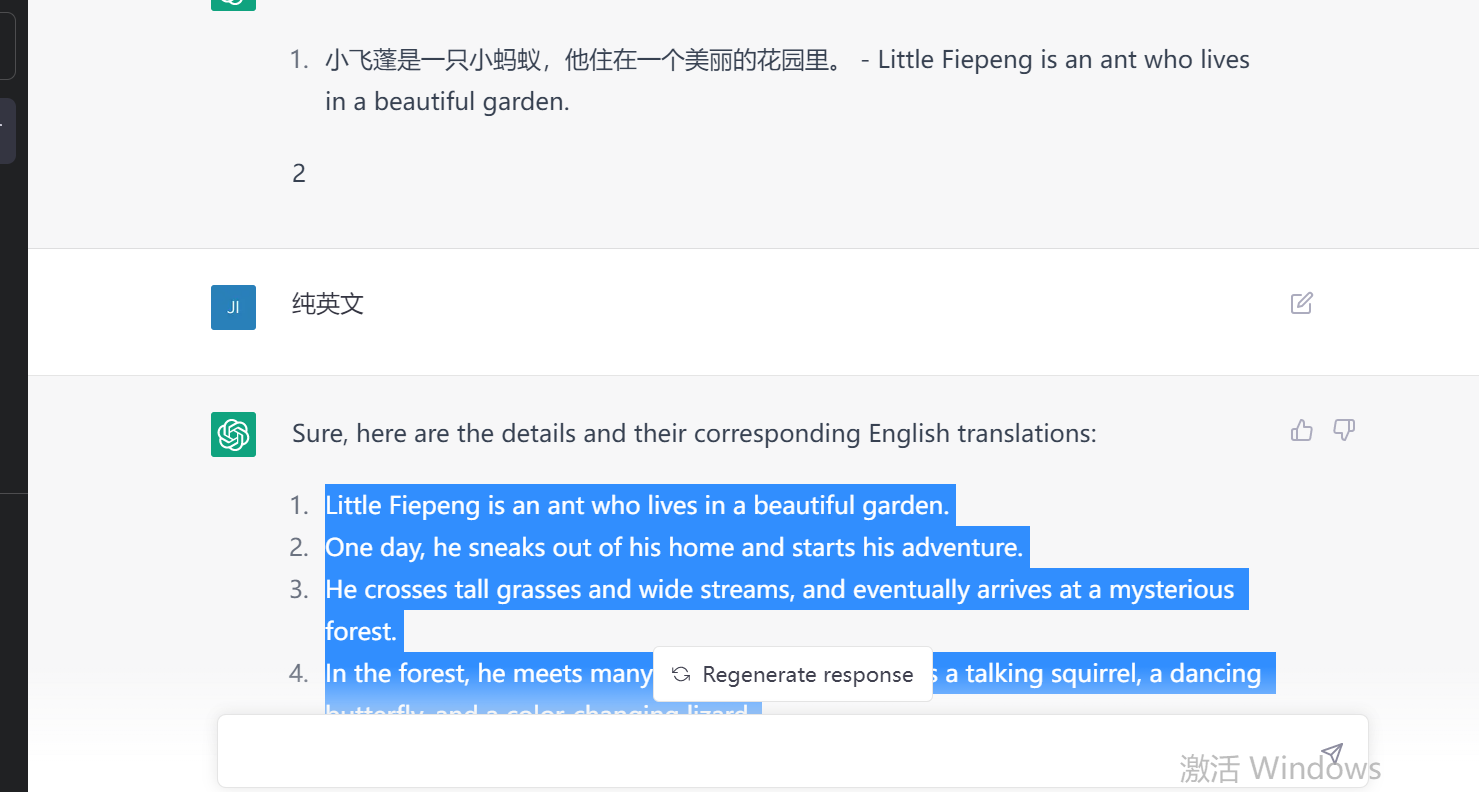 1. 小飞蓬是一只小蚂蚁，他住在一个美丽的花园里。 - Little Fiepeng is an ant who lives
in a beautiful garden.
2
JI
纯英文
Sure, here are the details and their corresponding English translations:
1. Little Fiepeng is an ant who lives in a beautiful garden.
2. One day, he sneaks out of his home and starts his adventure.
3. He crosses tall grasses and wide streams, and eventually arrives at a mysterious
forest.
4. In the forest, he meets many
Regenerate response
s a talking squirrel, a dancing
butterfly, and a color-changing lizard.
激活 Windows